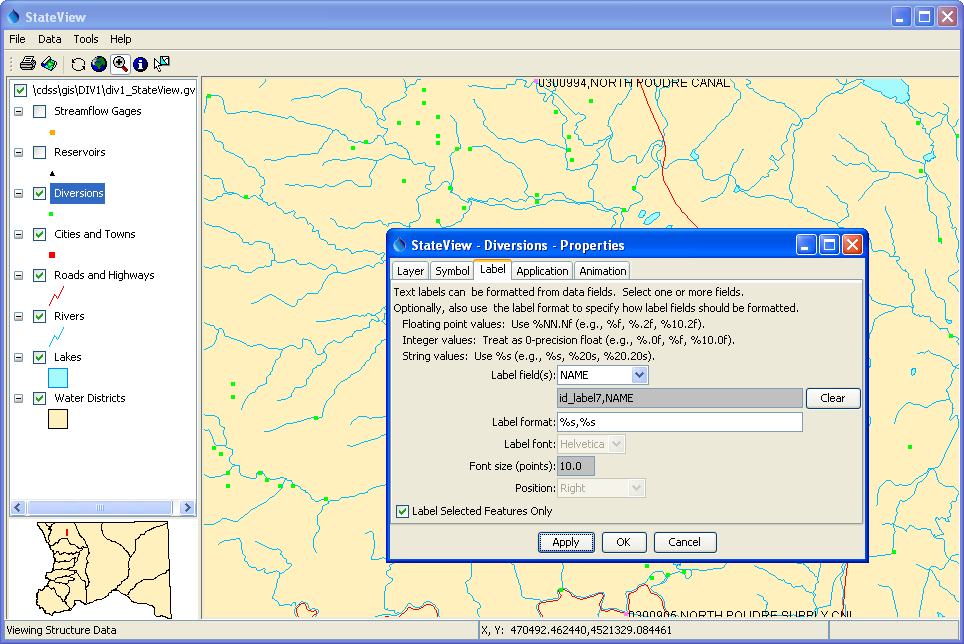 StateView
File Data Tools Help
\cdss\gis\DIV1\div1_StateView.gv
Streamflow Gages
Reservoirs
Diversions
Cities and Towns
Roads and Highways
Rivers
Lakes
Water Districts
0300994,NORTH POUDRE CANAL
StateView - Diversions - Properties
Layer Symbol Label Application Animation
Text labels can be formatted from data fields. Select one or more fields.
Optionally, also use the label format to specify how label fields should be formatted.
Floating point values: Use %NN.Nf (e.g., %f, %.2f, %10.2f).
Integer values: Treat as 0-precision float (e.g., %.0f, %f, %10.0f).
String values: Use %s (e.g., %s, %20s, %20.20s).
Label field(s): NAME
id_label7,NAME Clear
Label format: %s,%s
Label font: Helvetica
Font size (points): 10.0
Position: Right
Label Selected Features Only
Apply OK Cancel
0300905,NORTH POUDRE SUPPLY CNL
Viewing Structure Data
X, Y: 470492.462440,4521329.084461